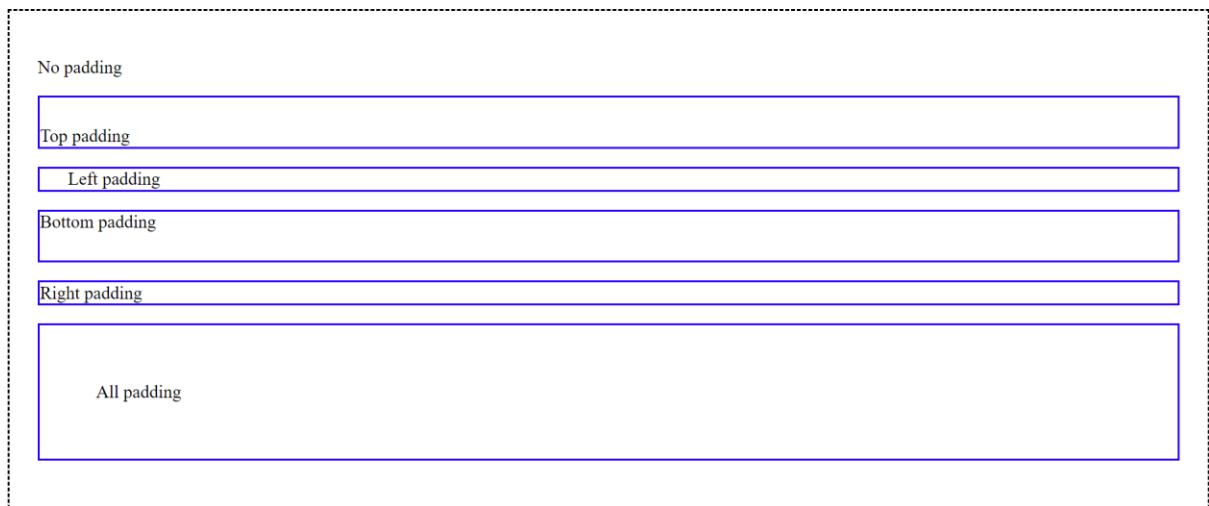 No padding
Top padding
Left padding
Bottom padding
Right padding
All padding